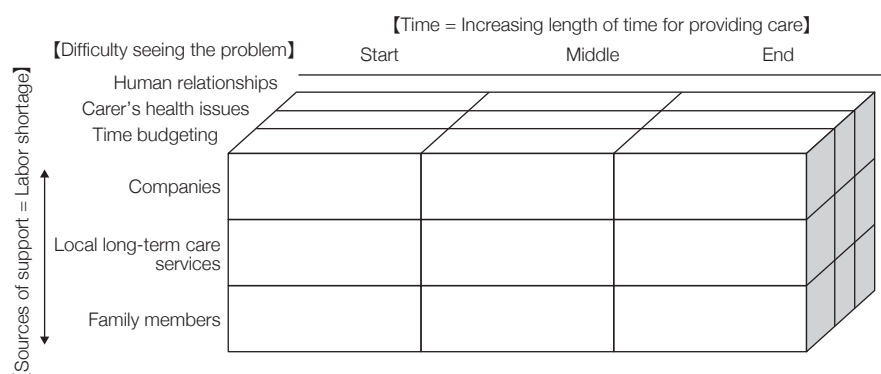 【Time = Increasing length of time for providing care】
【Difficulty seeing the problem】
Start Middle End
Human relationships
Carer's health issues
Time budgeting
Companies
Local long-term care
services
Family members
【Sources of support = Labor shortage】